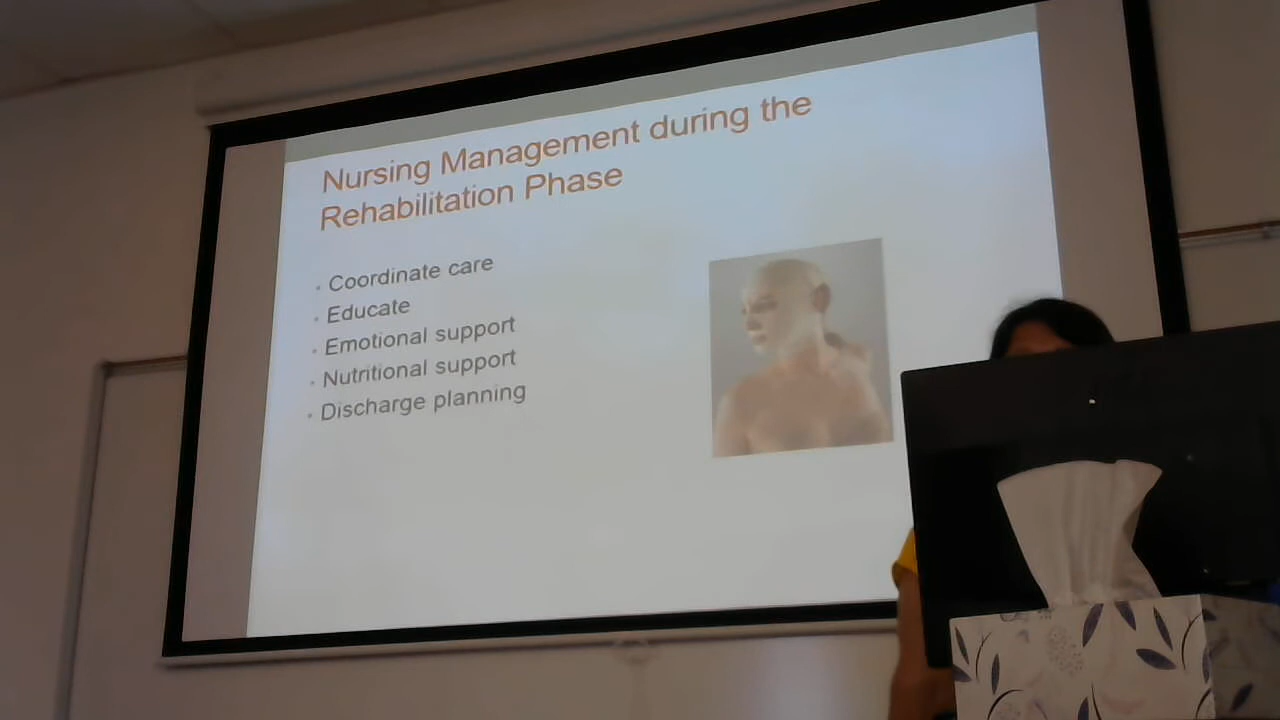 Nursing Management during the
Rehabilitation Phase
Coordinate care
Educate
Emotional support
Nutritional support
Discharge planning